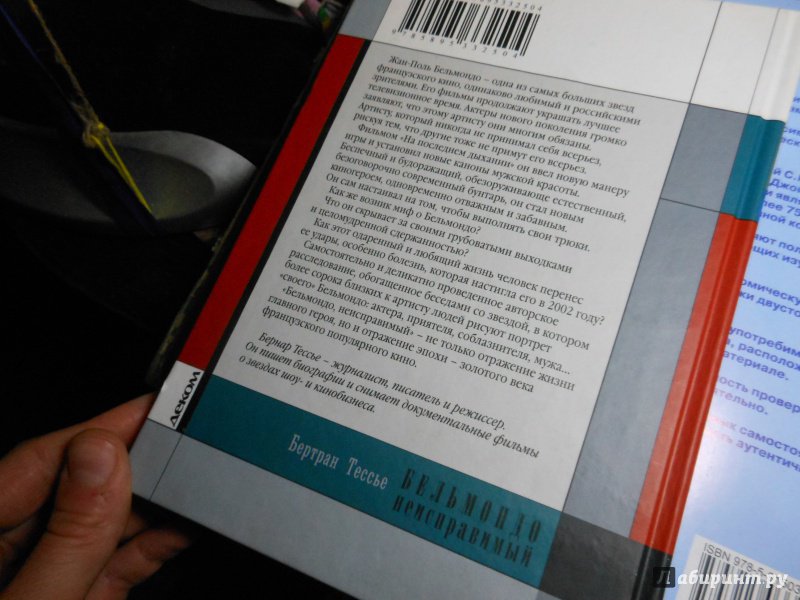 9 785895 332504
Жан-Поль Бельмондо – одна из самых больших звезд
французского кино, одинаково любимый и российскими
зрителями. Его фильмы продолжают украшать лучшее
телевизионное время. Актеры нового поколения громко
заявляют, что этому артисту они многим обязаны.
Артисту, который никогда не принимал себя всерьез,
рискуя тем, что другие тоже не примут его всерьез.
Фильмом «На последнем дыхании» он ввел новую манеру
игры и установил новые каноны мужской красоты.
Беспечный и будоражащий, обезоруживающе естественный,
безоговорочно современный бунтарь, он стал новым
киногероем, одновременно отважным и забавным.
Он сам настаивал на том, чтобы выполнять свои трюки.
Как же возник миф о Бельмондо?
Что он скрывает за своими грубоватыми выходками
и целомудренной сдержанностью?
Как этот одаренный и любящий жизнь человек перенес
ее удары, особенно болезнь, которая настигла его в 2002 году?
Самостоятельно и деликатно проведенное авторское
расследование, обогащенное беседами со звездой, в котором
более сорока близких к артисту людей рисуют портрет
«своего» Бельмондо: актера, приятеля, соблазнителя, мужа...
«Бельмондо, неисправимый» – не только отражение жизни
главного героя, но и отражение эпохи – золотого века
французского популярного кино.
Бернар Тессье – журналист, писатель и режиссер.
Он пишет биографии и снимает документальные фильмы
о звездах шоу- и кинобизнеса.
ДЕКОМ
Бертран Тессье
БЕЛЬМОНДО
неисправимый
Лабиринт.ру